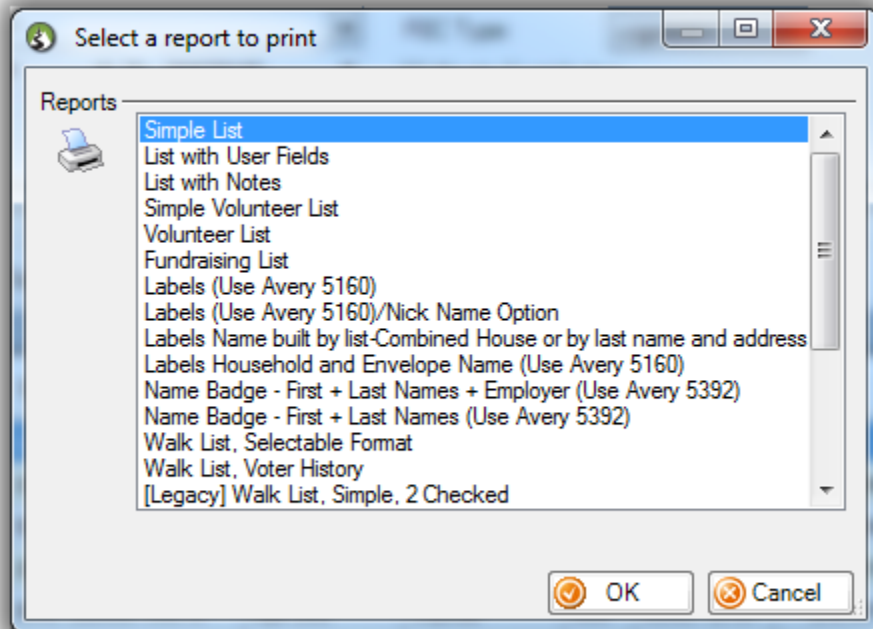 Select a report to print
Reports
Simple List
List with User Fields
List with Notes
Simple Volunteer List
Volunteer List
Fundraising List
Labels (Use Avery 5160)
Labels (Use Avery 5160)/Nick Name Option
Labels Name built by list-Combined House or by last name and address
Labels Household and Envelope Name (Use Avery 5160)
Name Badge - First + Last Names + Employer (Use Avery 5392)
Name Badge - First + Last Names (Use Avery 5392)
Walk List, Selectable Format
Walk List, Voter History
[Legacy] Walk List, Simple, 2 Checked
OK Cancel